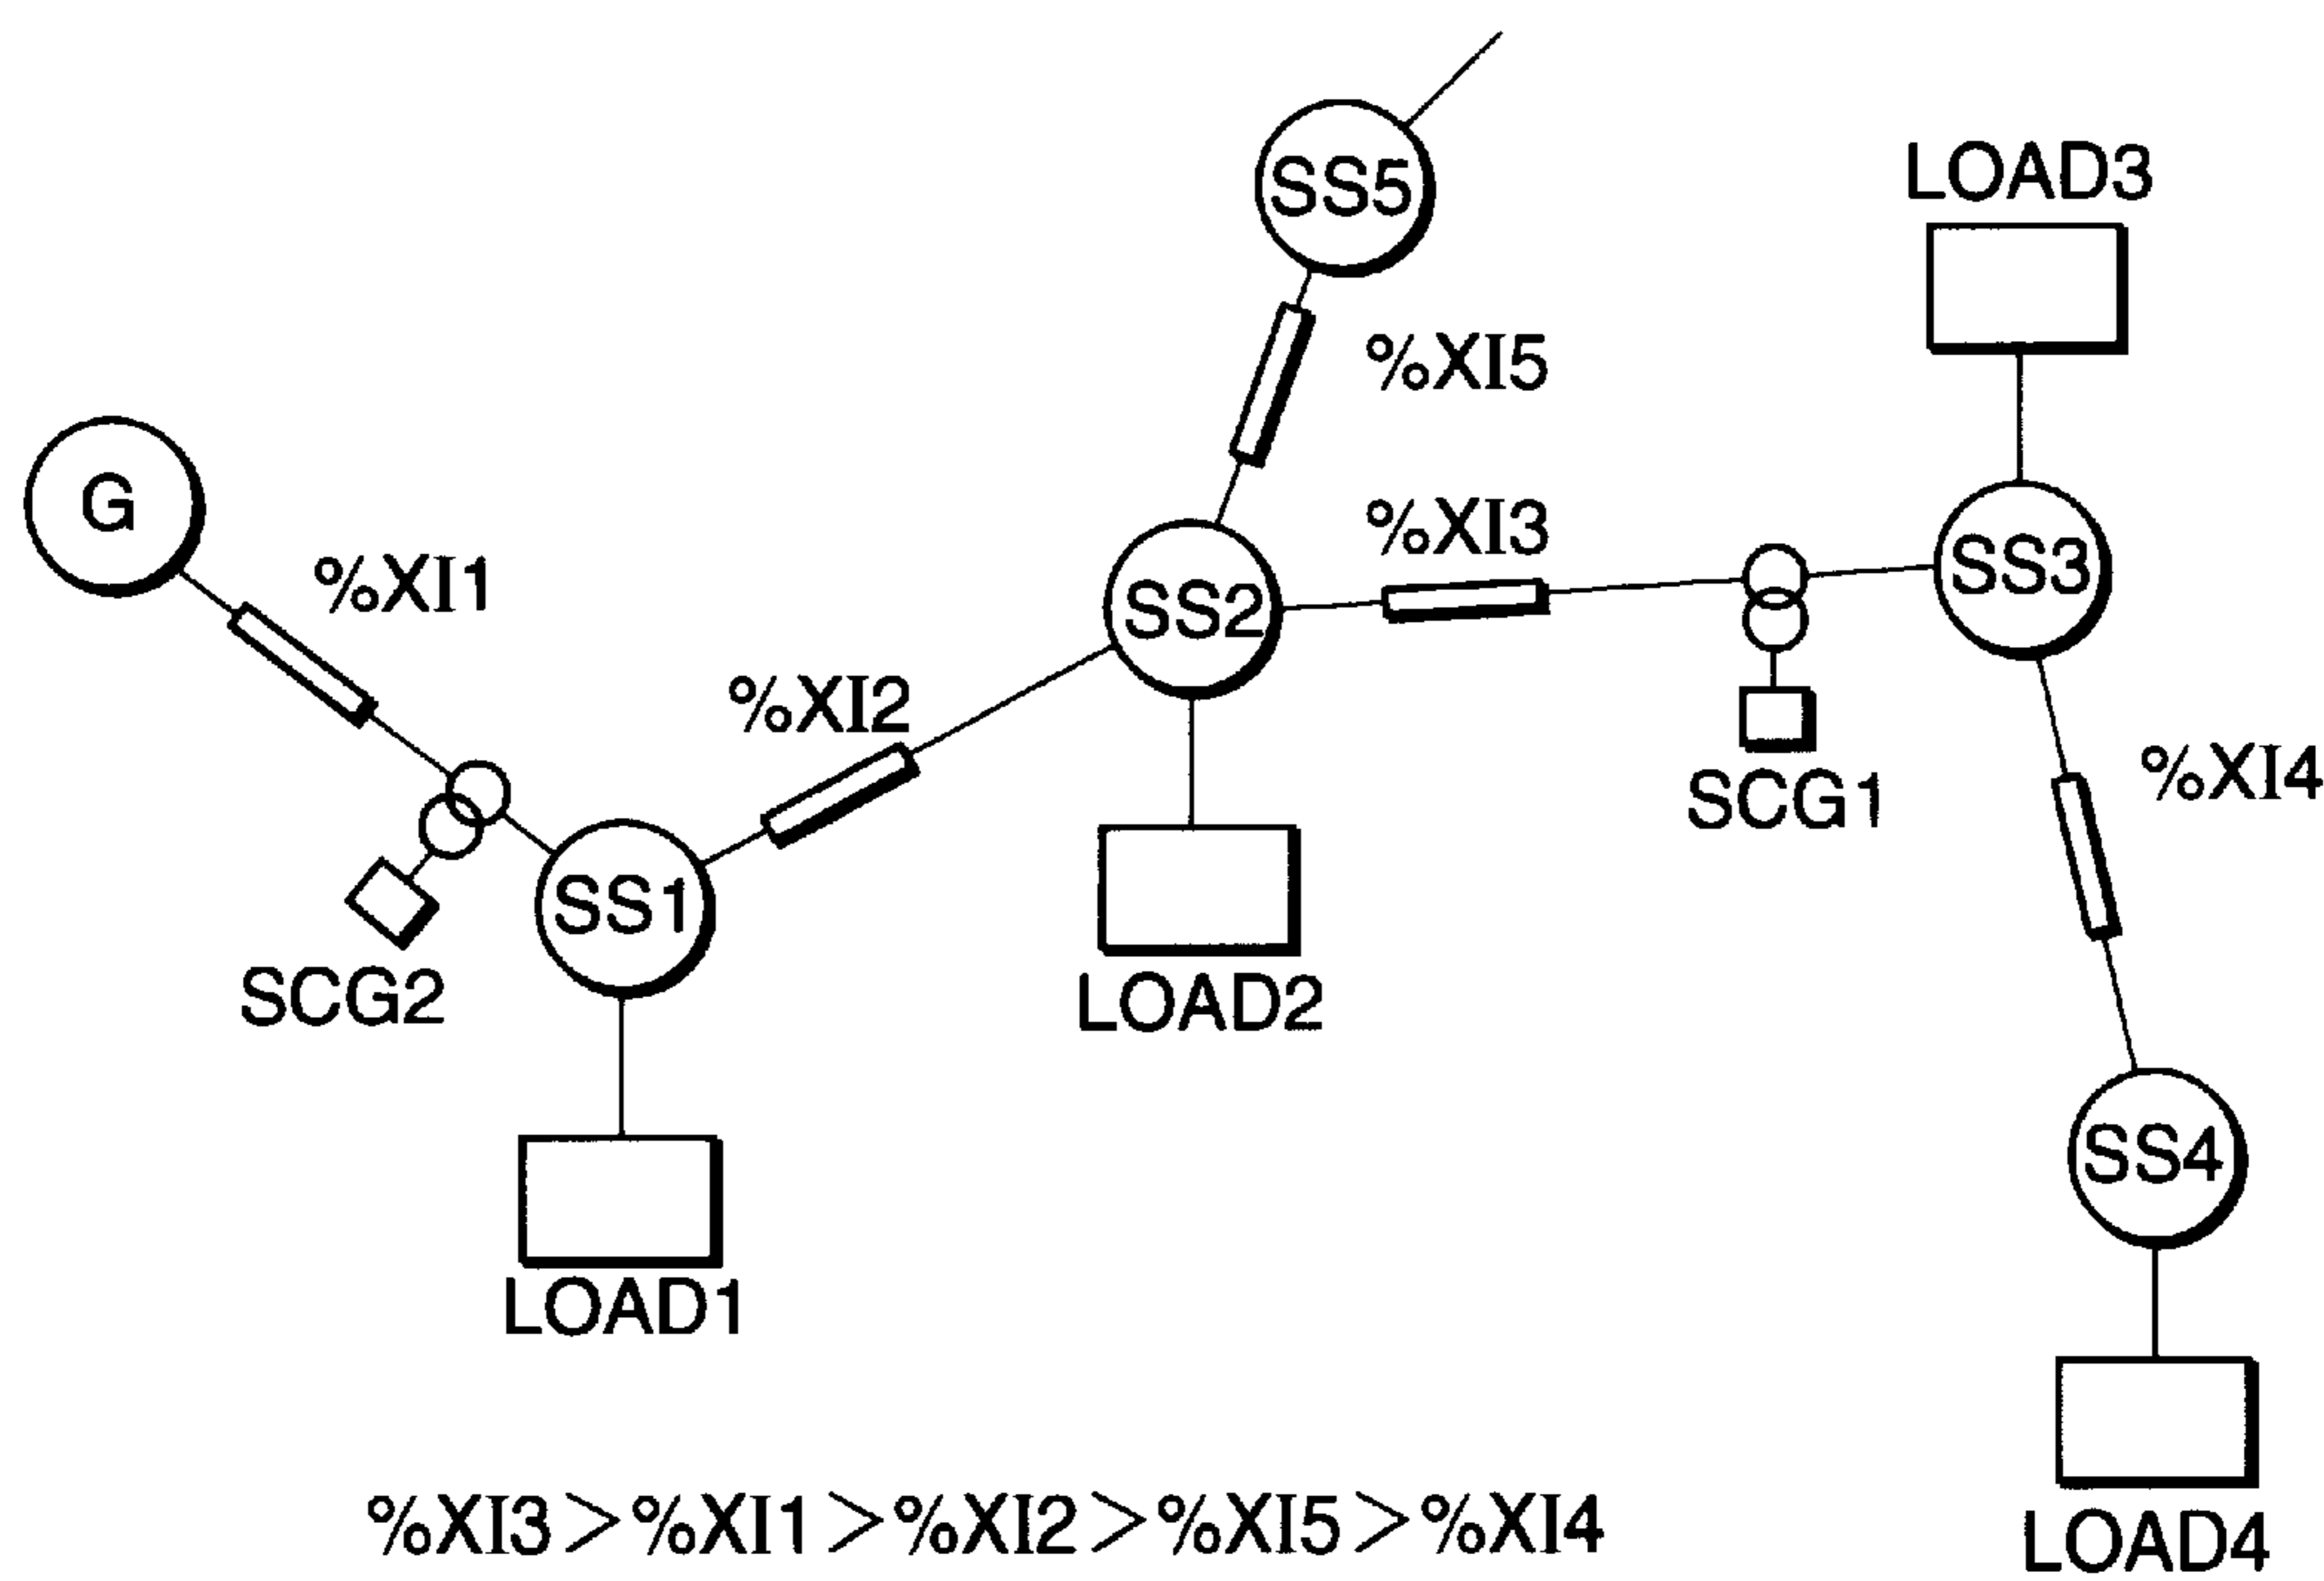 SS5
LOAD3
%XI5
G
%XI1
%XI3
SS3
SS2
%XI2
%XI4
SCG1
SS1
SCG2
LOAD2
SS4
LOAD1
%XI3>%XI1>%XI2>%XI5>%XI4
LOAD4